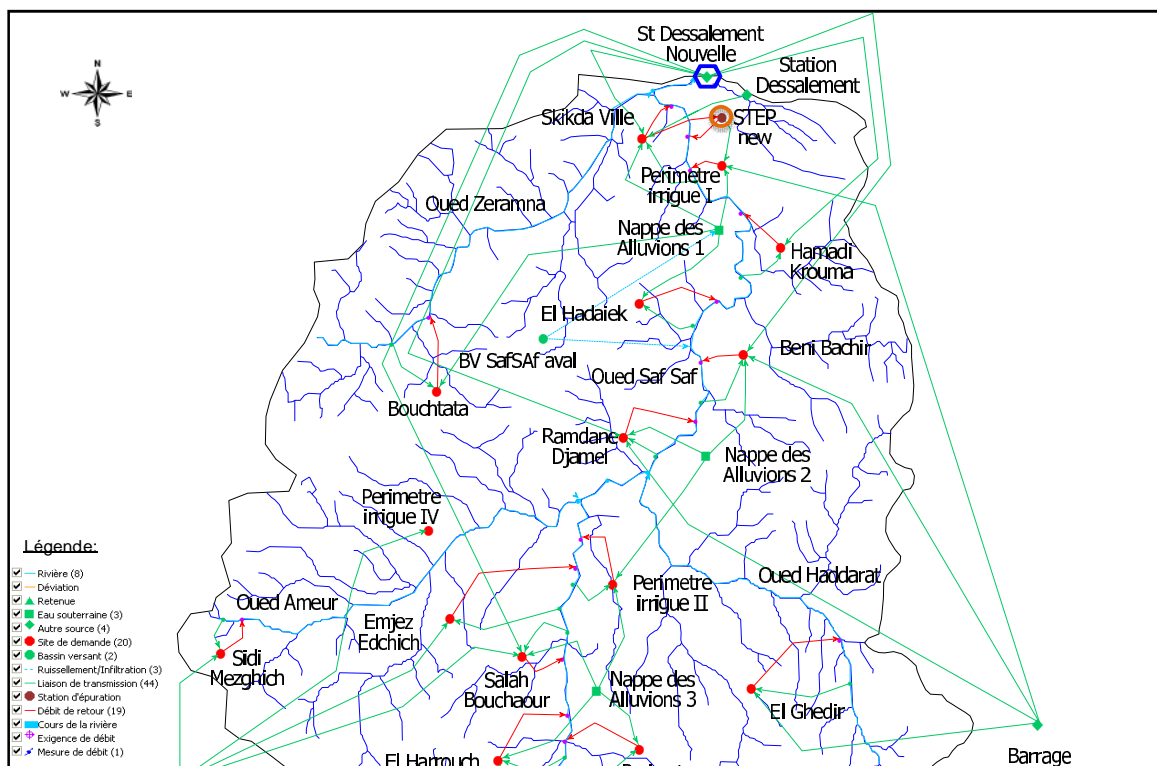 St Dessalement
Nouvelle
Station
Dessalement
N
W
E
S
Skikda Ville
STEP
new
Perimetre
irrigue I
Oued Zeramna
Nappe des
Alluvions 1
Hamadi
Krouma
El Hadaiek
BV SafSAf aval
Oued Saf Saf
Beni Bachir
Bouchtata
Ramdane
Djamel
Nappe des
Alluvions 2
Perimetre
irrigue IV
Oued Haddarat
Perimetre
irrigue II
Oued Ameur
Emjez
Edchich
Sidi
Mezghich
Salah
Bouchaour
Nappe des
Alluvions 3
El Ghedir
Barrage
El Harrouch
Légende:
Rivière (8)
Déviation
Retenue
Eau souterraine (3)
Autre source (4)
Site de demande (20)
Bassin versant (2)
Ruissellement/Infiltration (3)
Liaison de transmission (44)
Station d'épuration
Débit de retour (19)
Cours de la rivière
Exigence de débit
Mesure de débit (1)